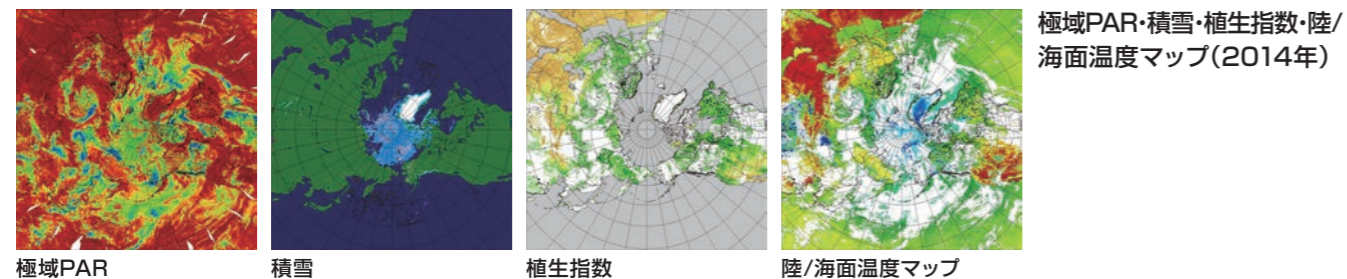 極域PAR・積雪・植生指数・陸/
海面温度マップ(2014年)
極域PAR
積雪
植生指数
陸/海面温度マップ